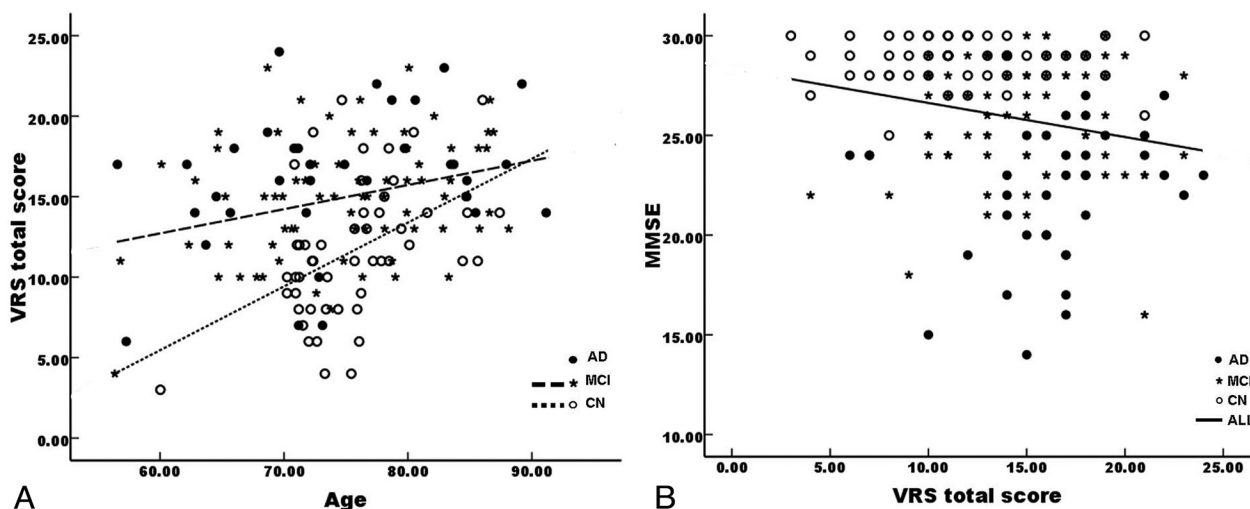 25.00
20.00
15.00
10.00
5.00
0.00
VRS total score
60.00 70.00 80.00 90.00
Age
AD
MCI
CN
A
30.00
25.00
20.00
15.00
10.00
MMSE
0.00 5.00 10.00 15.00 20.00 25.00
VRS total score
AD
MCI
CN
ALL
B